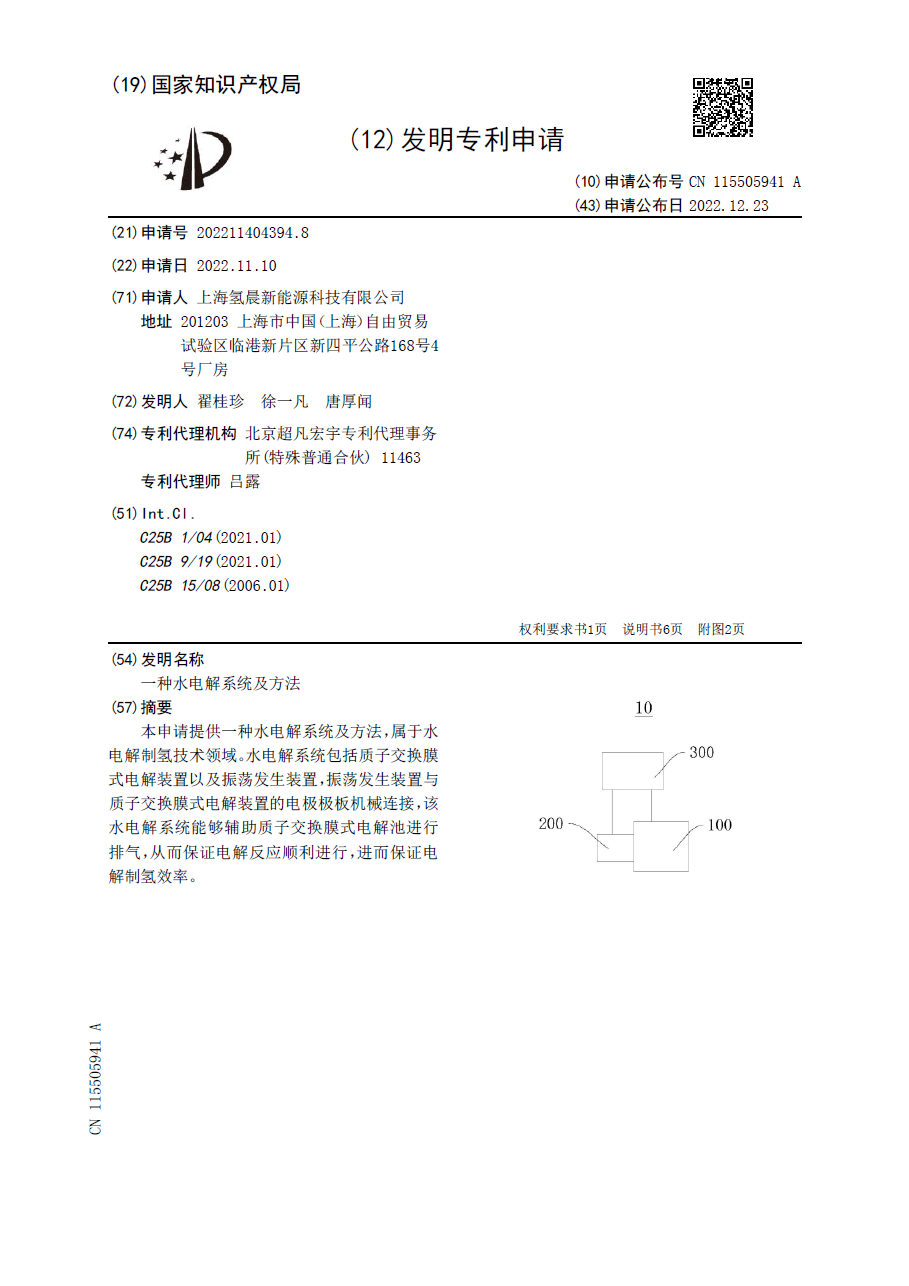 (19)国家知识产权局
(12)发明专利申请
(10)申请公布号 CN 115505941 A
(43)申请公布日 2022.12.23
(21)申请号 202211404394.8
(22)申请日 2022.11.10
(71)申请人 上海氢晨新能源科技有限公司
地址 201203 上海市中国(上海)自由贸易
试验区临港新片区新四平公路168号4
号厂房
(72)发明人 翟桂珍 徐一凡 唐厚闻
(74)专利代理机构 北京超凡宏宇专利代理事务
所(特殊普通合伙) 11463
专利代理师 吕露
(51)Int.Cl.
C25B 1/04(2021.01)
C25B 9/19(2021.01)
C25B 15/08(2006.01)
权利要求书1页 说明书6页 附图2页
(54)发明名称
一种水电解系统及方法
(57)摘要
本申请提供一种水电解系统及方法,属于水
电解制氢技术领域。水电解系统包括质子交换膜
式电解装置以及振荡发生装置,振荡发生装置与
质子交换膜式电解装置的电极极板机械连接,该
水电解系统能够辅助质子交换膜式电解池进行
排气,从而保证电解反应顺利进行,进而保证电
解制氢效率。
10
300
200
100
CN 115505941 A